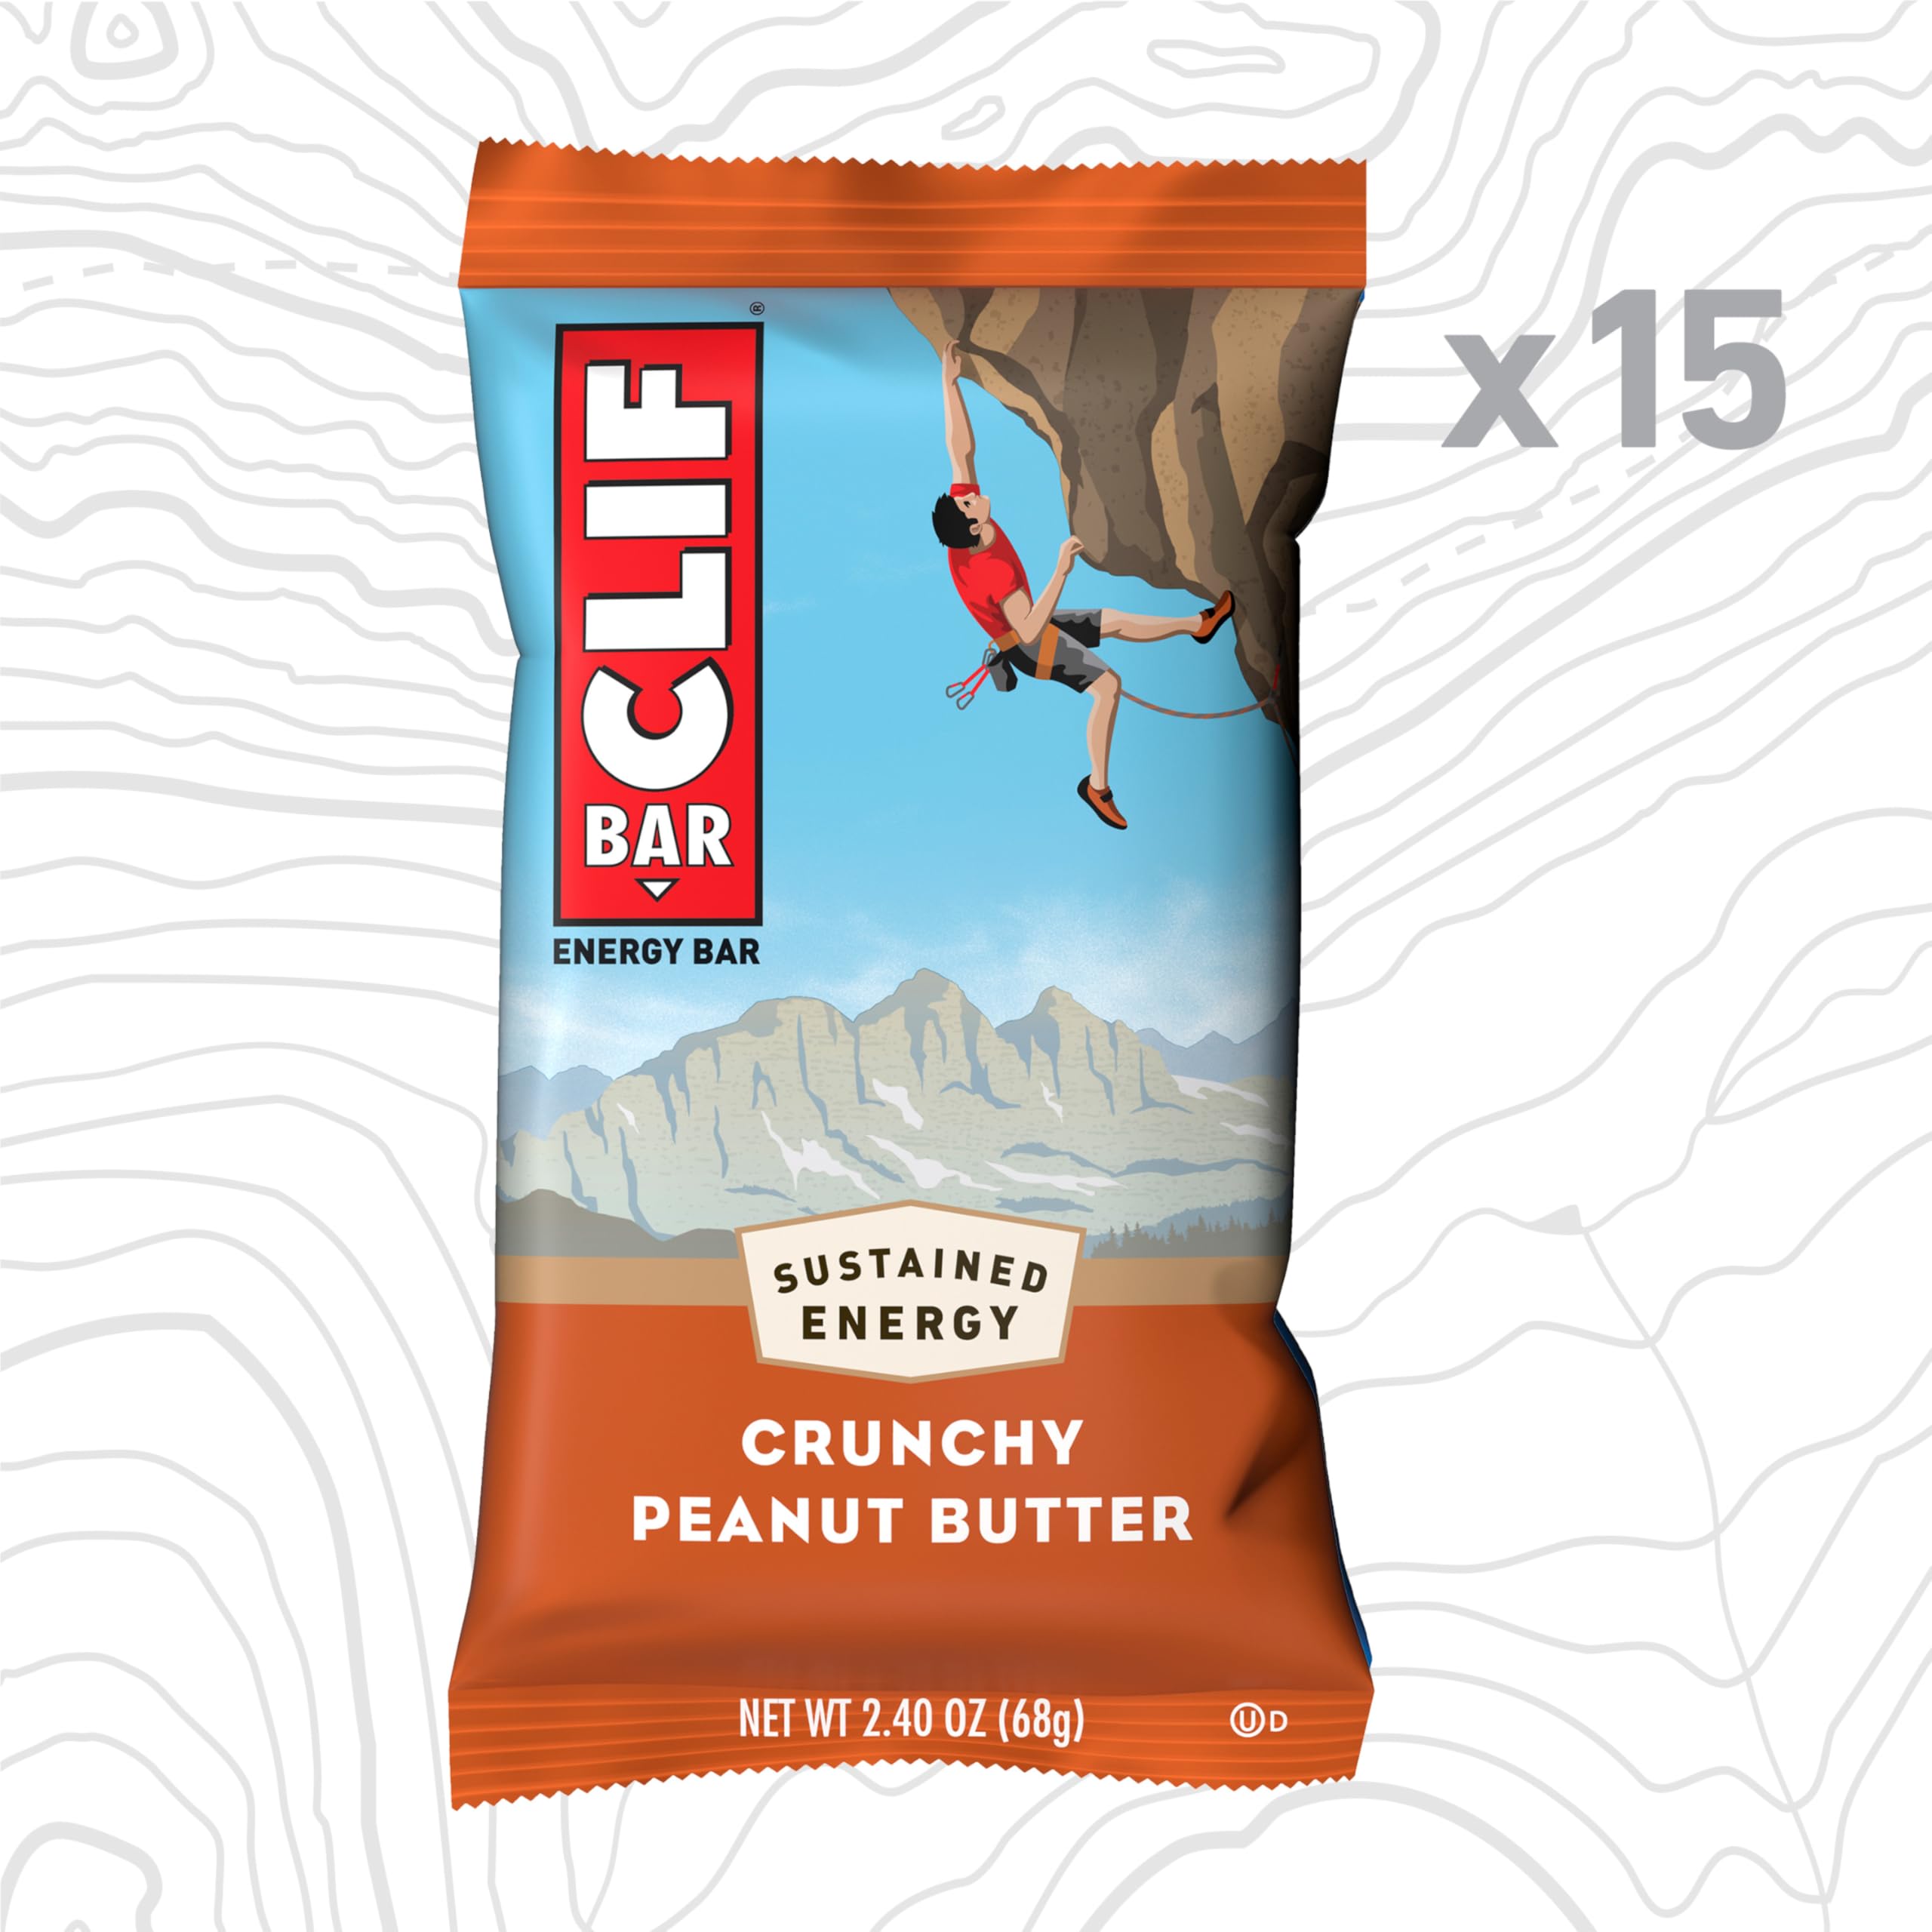 CLIF®
BAR
ENERGY BAR
x15
SUSTAINED
ENERGY
CRUNCHY
PEANUT BUTTER
NET WT 2.40 OZ (68g)
Ⓤ D